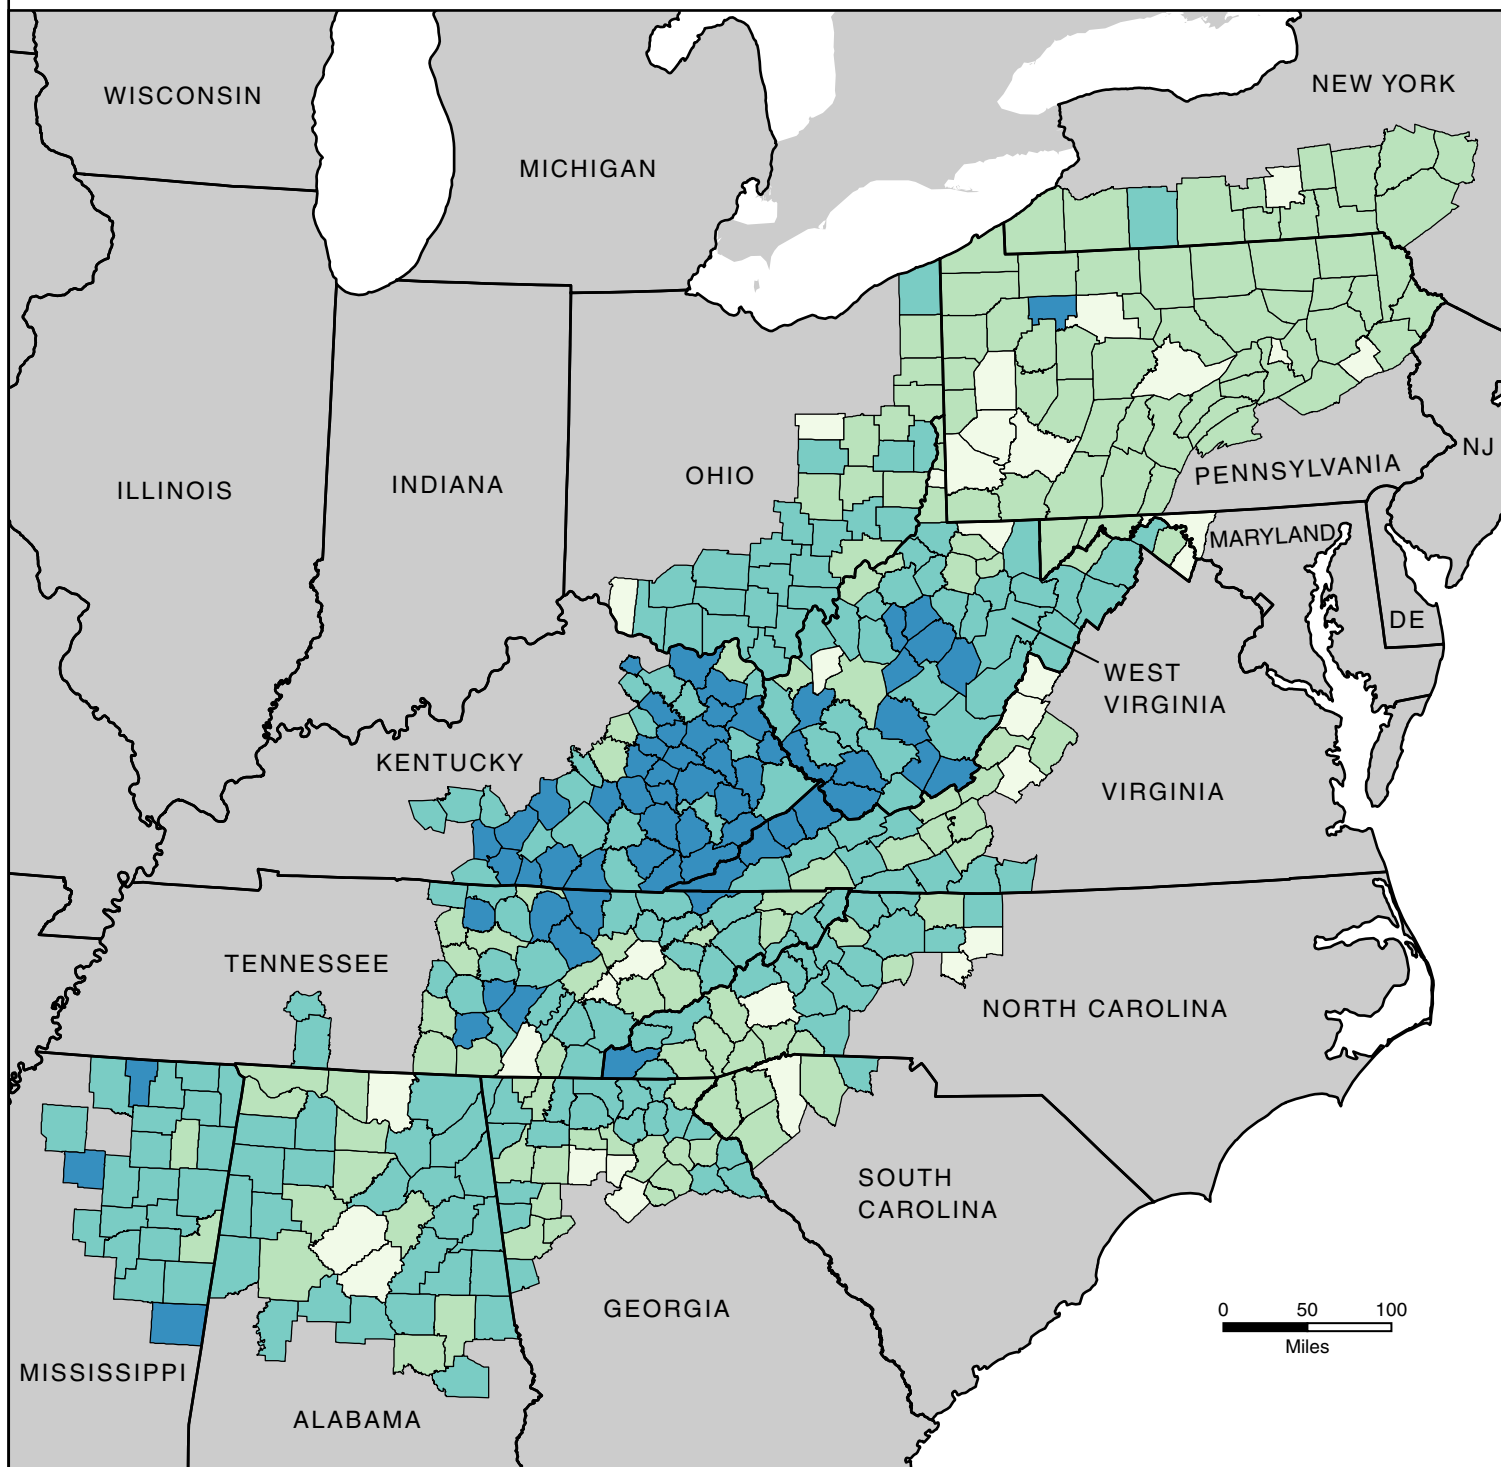 NEW YORK
WISCONSIN
MICHIGAN
PENNSYLVANIA
NJ
OHIO
INDIANA
ILLINOIS
MARYLAND
DE
WEST
VIRGINIA
KENTUCKY
VIRGINIA
TENNESSEE
NORTH CAROLINA
SOUTH
CAROLINA
GEORGIA
0 50 100
Miles
MISSISSIPPI
ALABAMA